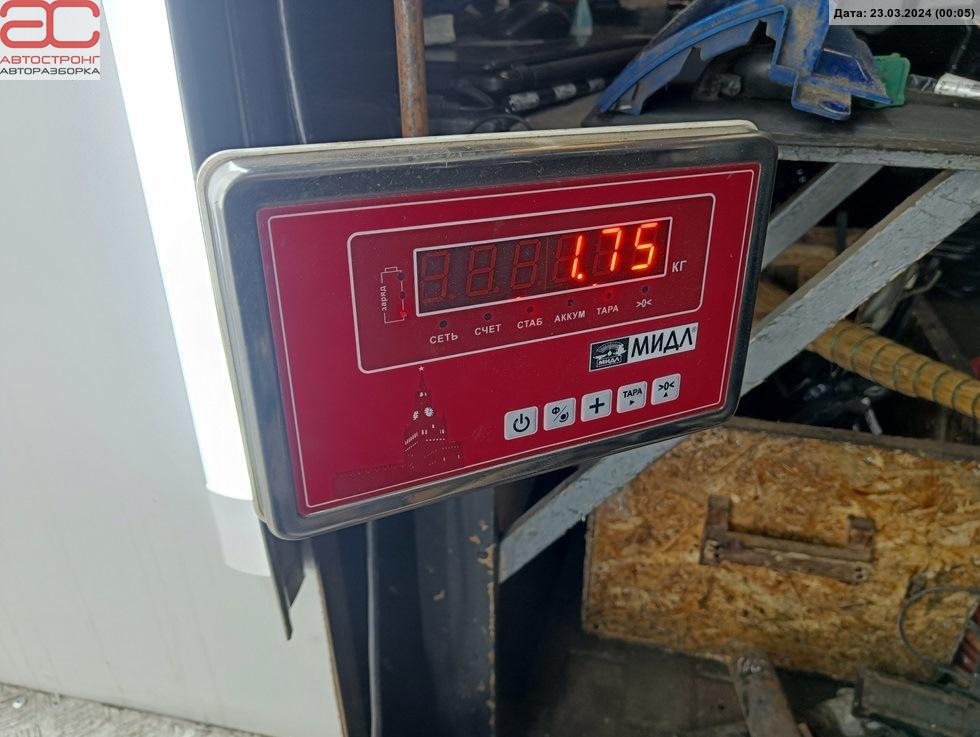 ас
АВТОСТРОНГ
АВТОРАЗБОРКА
Дата: 23.03.2024 (00:05)
1.75
КГ
заряд
СЕТЬ СЧЕТ СТАБ АККУМ ТАРА >0<
МИДЛ®
МИДЛ
Ф/
ТАРА
>0<